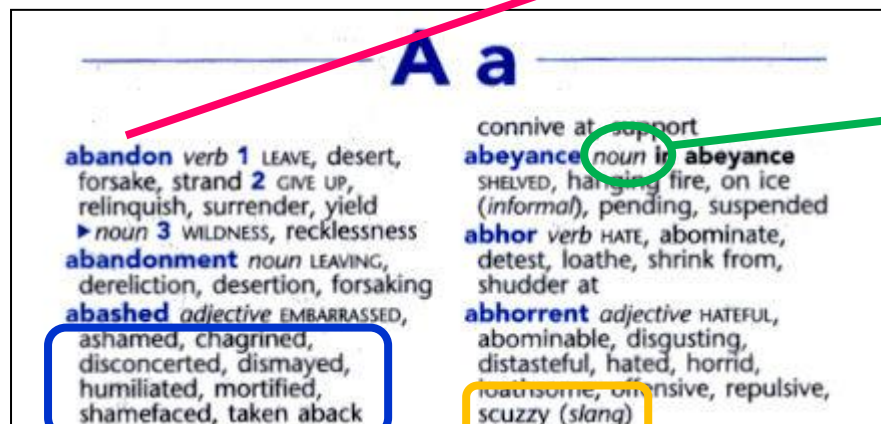 A a
abandon verb 1 LEAVE, desert,
forsake, strand 2 GIVE UP,
relinquish, surrender, yield
▶ noun 3 WILDNESS, recklessness
abandonment noun LEAVING,
dereliction, desertion, forsaking
abashed adjective EMBARRASSED,
ashamed, chagrined,
disconcerted, dismayed,
humiliated, mortified,
shamefaced, taken aback
connive at, support
abeyance noun in abeyance
SHELVED, hanging fire, on ice
(informal), pending, suspended
abhor verb HATE, abominate,
detest, loathe, shrink from,
shudder at
abhorrent adjective HATEFUL,
abominable, disgusting,
distasteful, hated, horrid,
loathsome, offensive, repulsive,
scuzzy (slang)